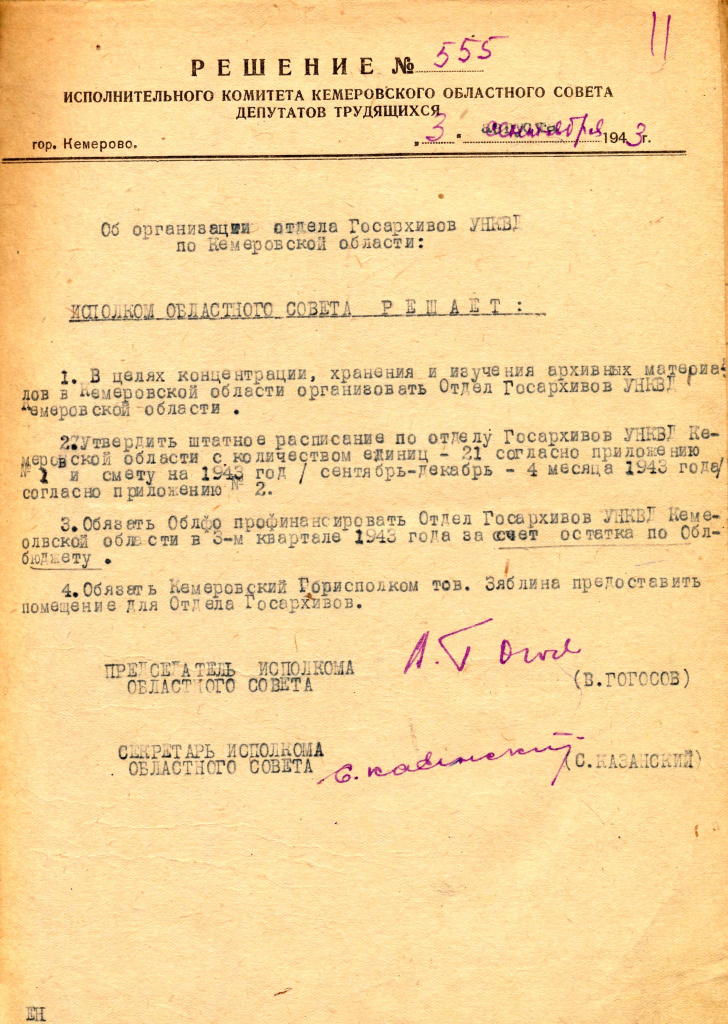 11
РЕШЕНИЕ № 555
ИСПОЛНИТЕЛЬНОГО КОМИТЕТА КЕМЕРОВСКОГО ОБЛАСТНОГО СОВЕТА
ДЕПУТАТОВ ТРУДЯЩИХСЯ
гор. Кемерово. „3. сентября 1943г.
Об организации отдела Госархивов УНКВД
по Кемеровской области:
ИСПОЛКОМ ОБЛАСТНОГО СОВЕТА Р Е Ш А Е Т :
1. В целях концентрации, хранения и изучения архивных материа-
лов в Кемеровской области организовать Отдел Госархивов УНКВД
Кемеровской области .
2.Утвердить штатное расписание по отделу Госархивов УНКВД Ке-
меровской области с количеством единиц - 21 согласно приложению
№ 1 и смету на 1943 год / сентябрь-декабрь - 4 месяца 1943 года/
согласно приложению № 2.
3.Обязать Облфо профинансировать Отдел Госархивов УНКВД Кеме-
олвской области в 3-м квартале 1943 года за счет остатка по Обл-
бюджету .
4.Обязать Кемеровский Горисполком тов. Зяблина предоставить
помещение для Отдела Госархивов.
ПРЕДСЕДАТЕЛЬ ИСПОЛКОМА
ОБЛАСТНОГО СОВЕТА (В.ГОГОСОВ)
СЕКРЕТАРЬ ИСПОЛКОМА
ОБЛАСТНОГО СОВЕТА С.Казанский (С.КАЗАНСКИЙ)
ЕН